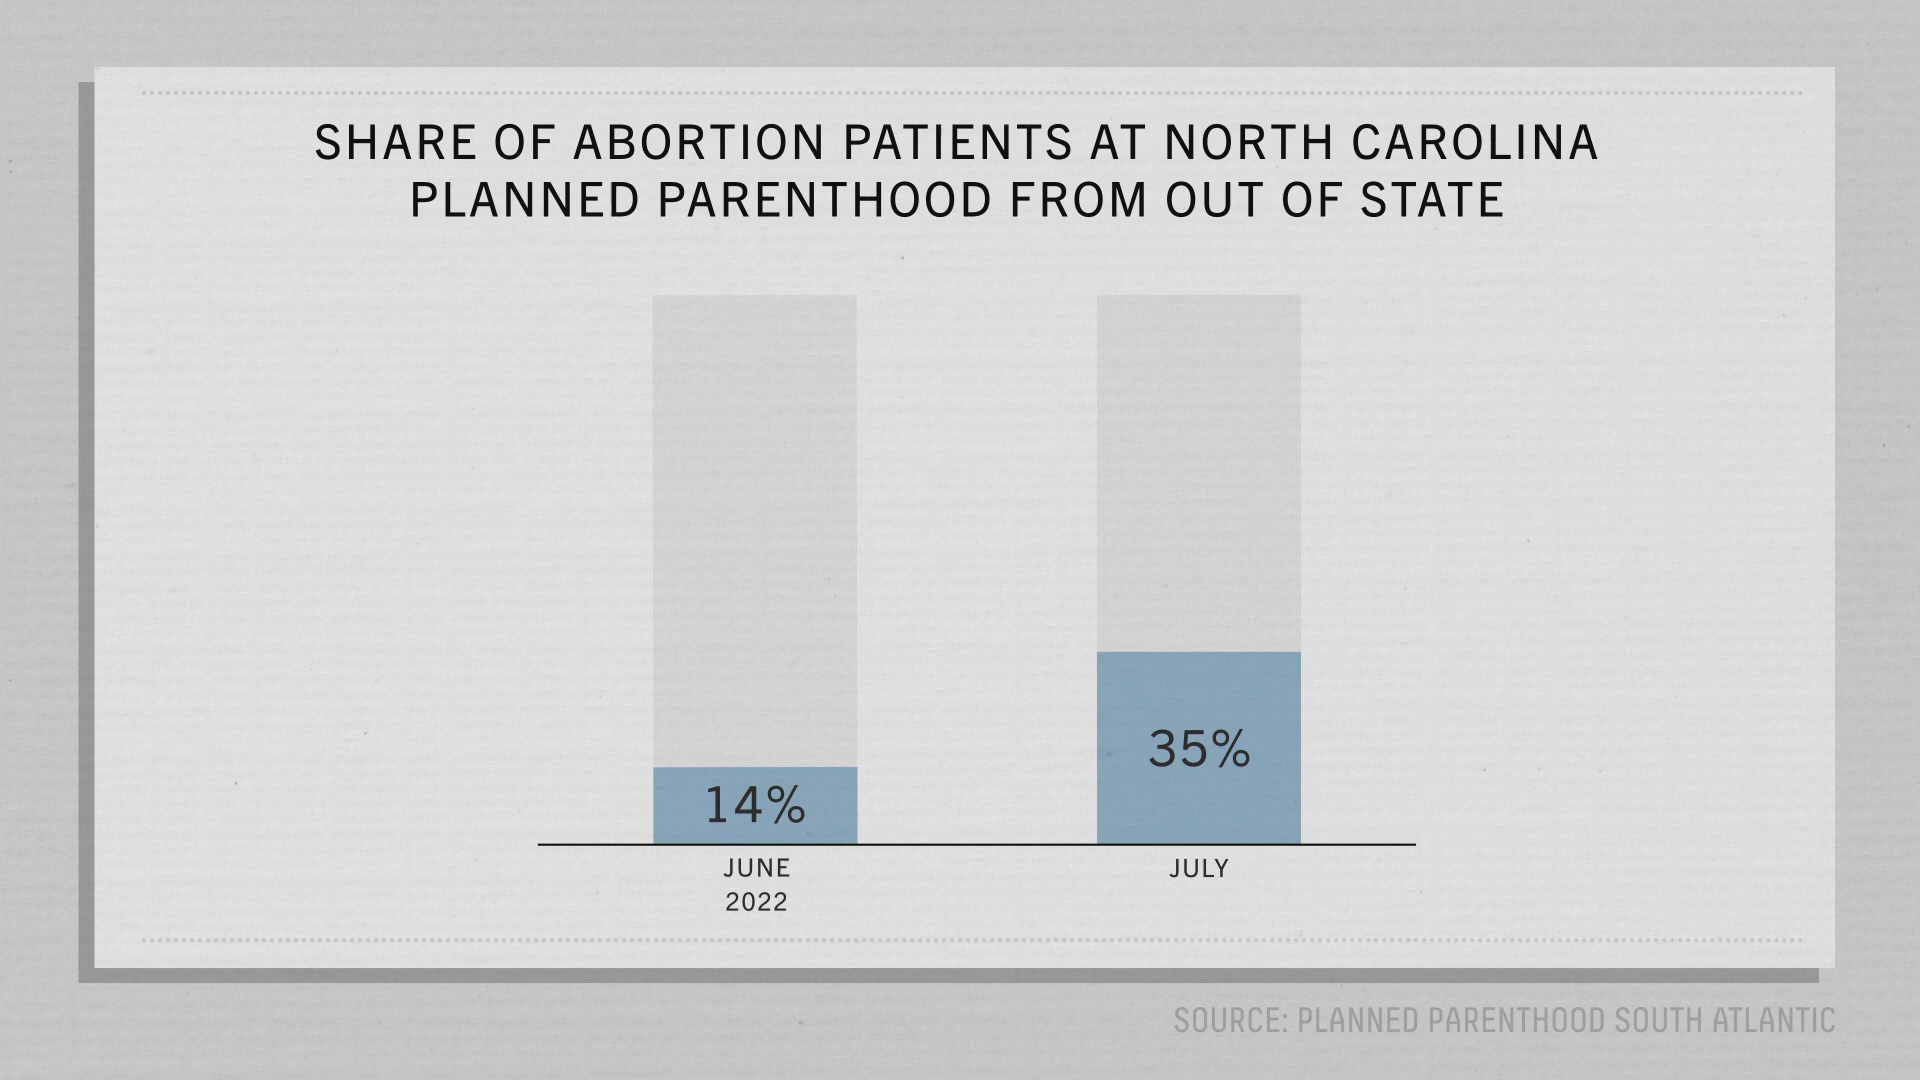 SHARE OF ABORTION PATIENTS AT NORTH CAROLINA
PLANNED PARENTHOOD FROM OUT OF STATE
14%
35%
JUNE
2022
JULY
SOURCE: PLANNED PARENTHOOD SOUTH ATLANTIC